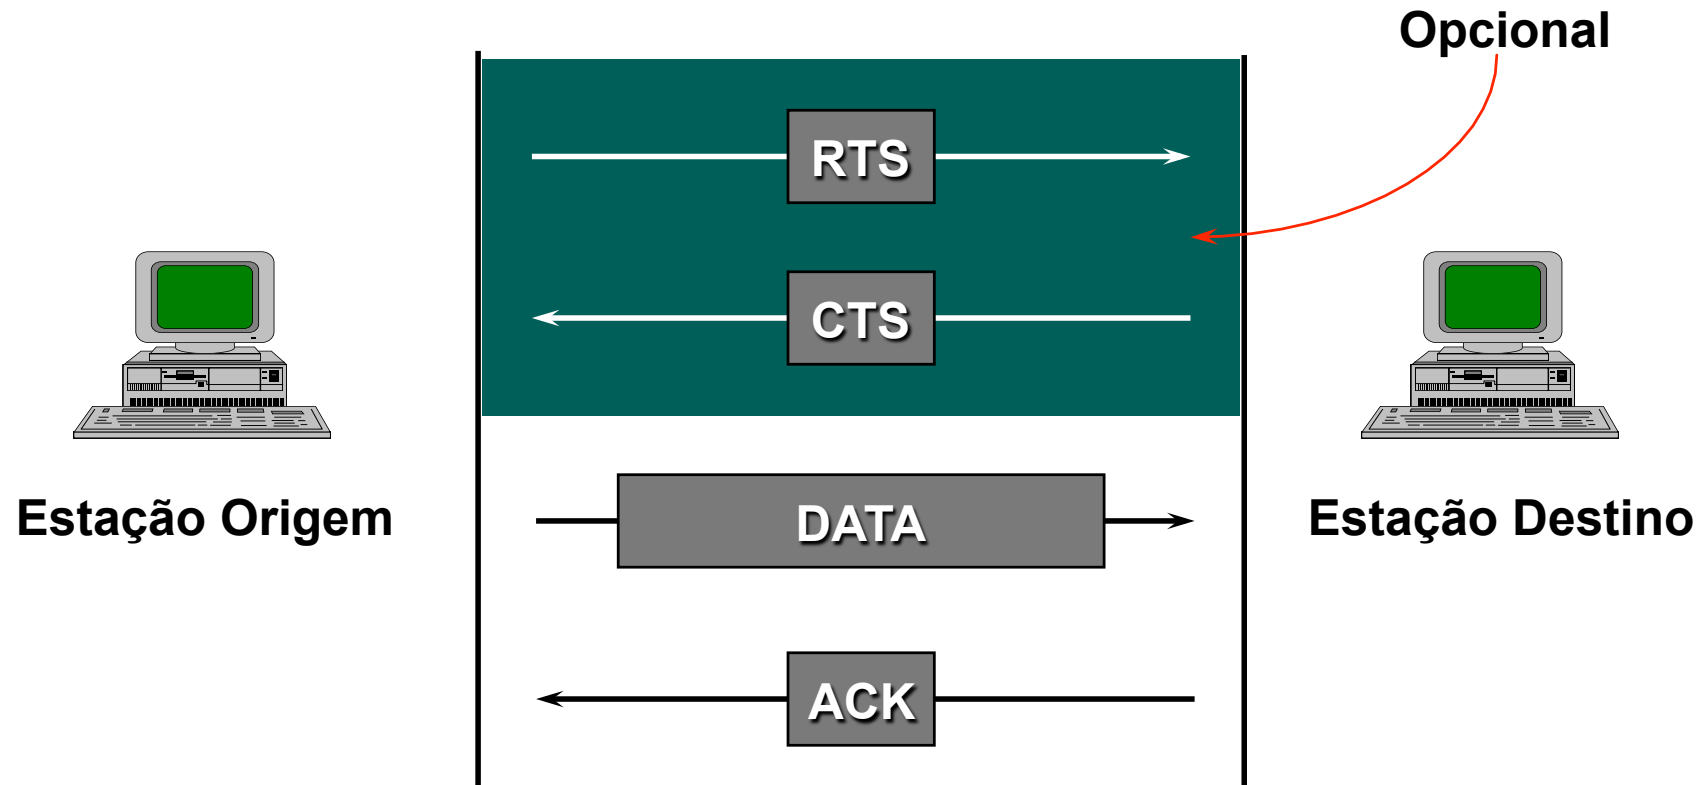 Opcional
RTS
CTS
DATA
ACK
Estação Origem
Estação Destino